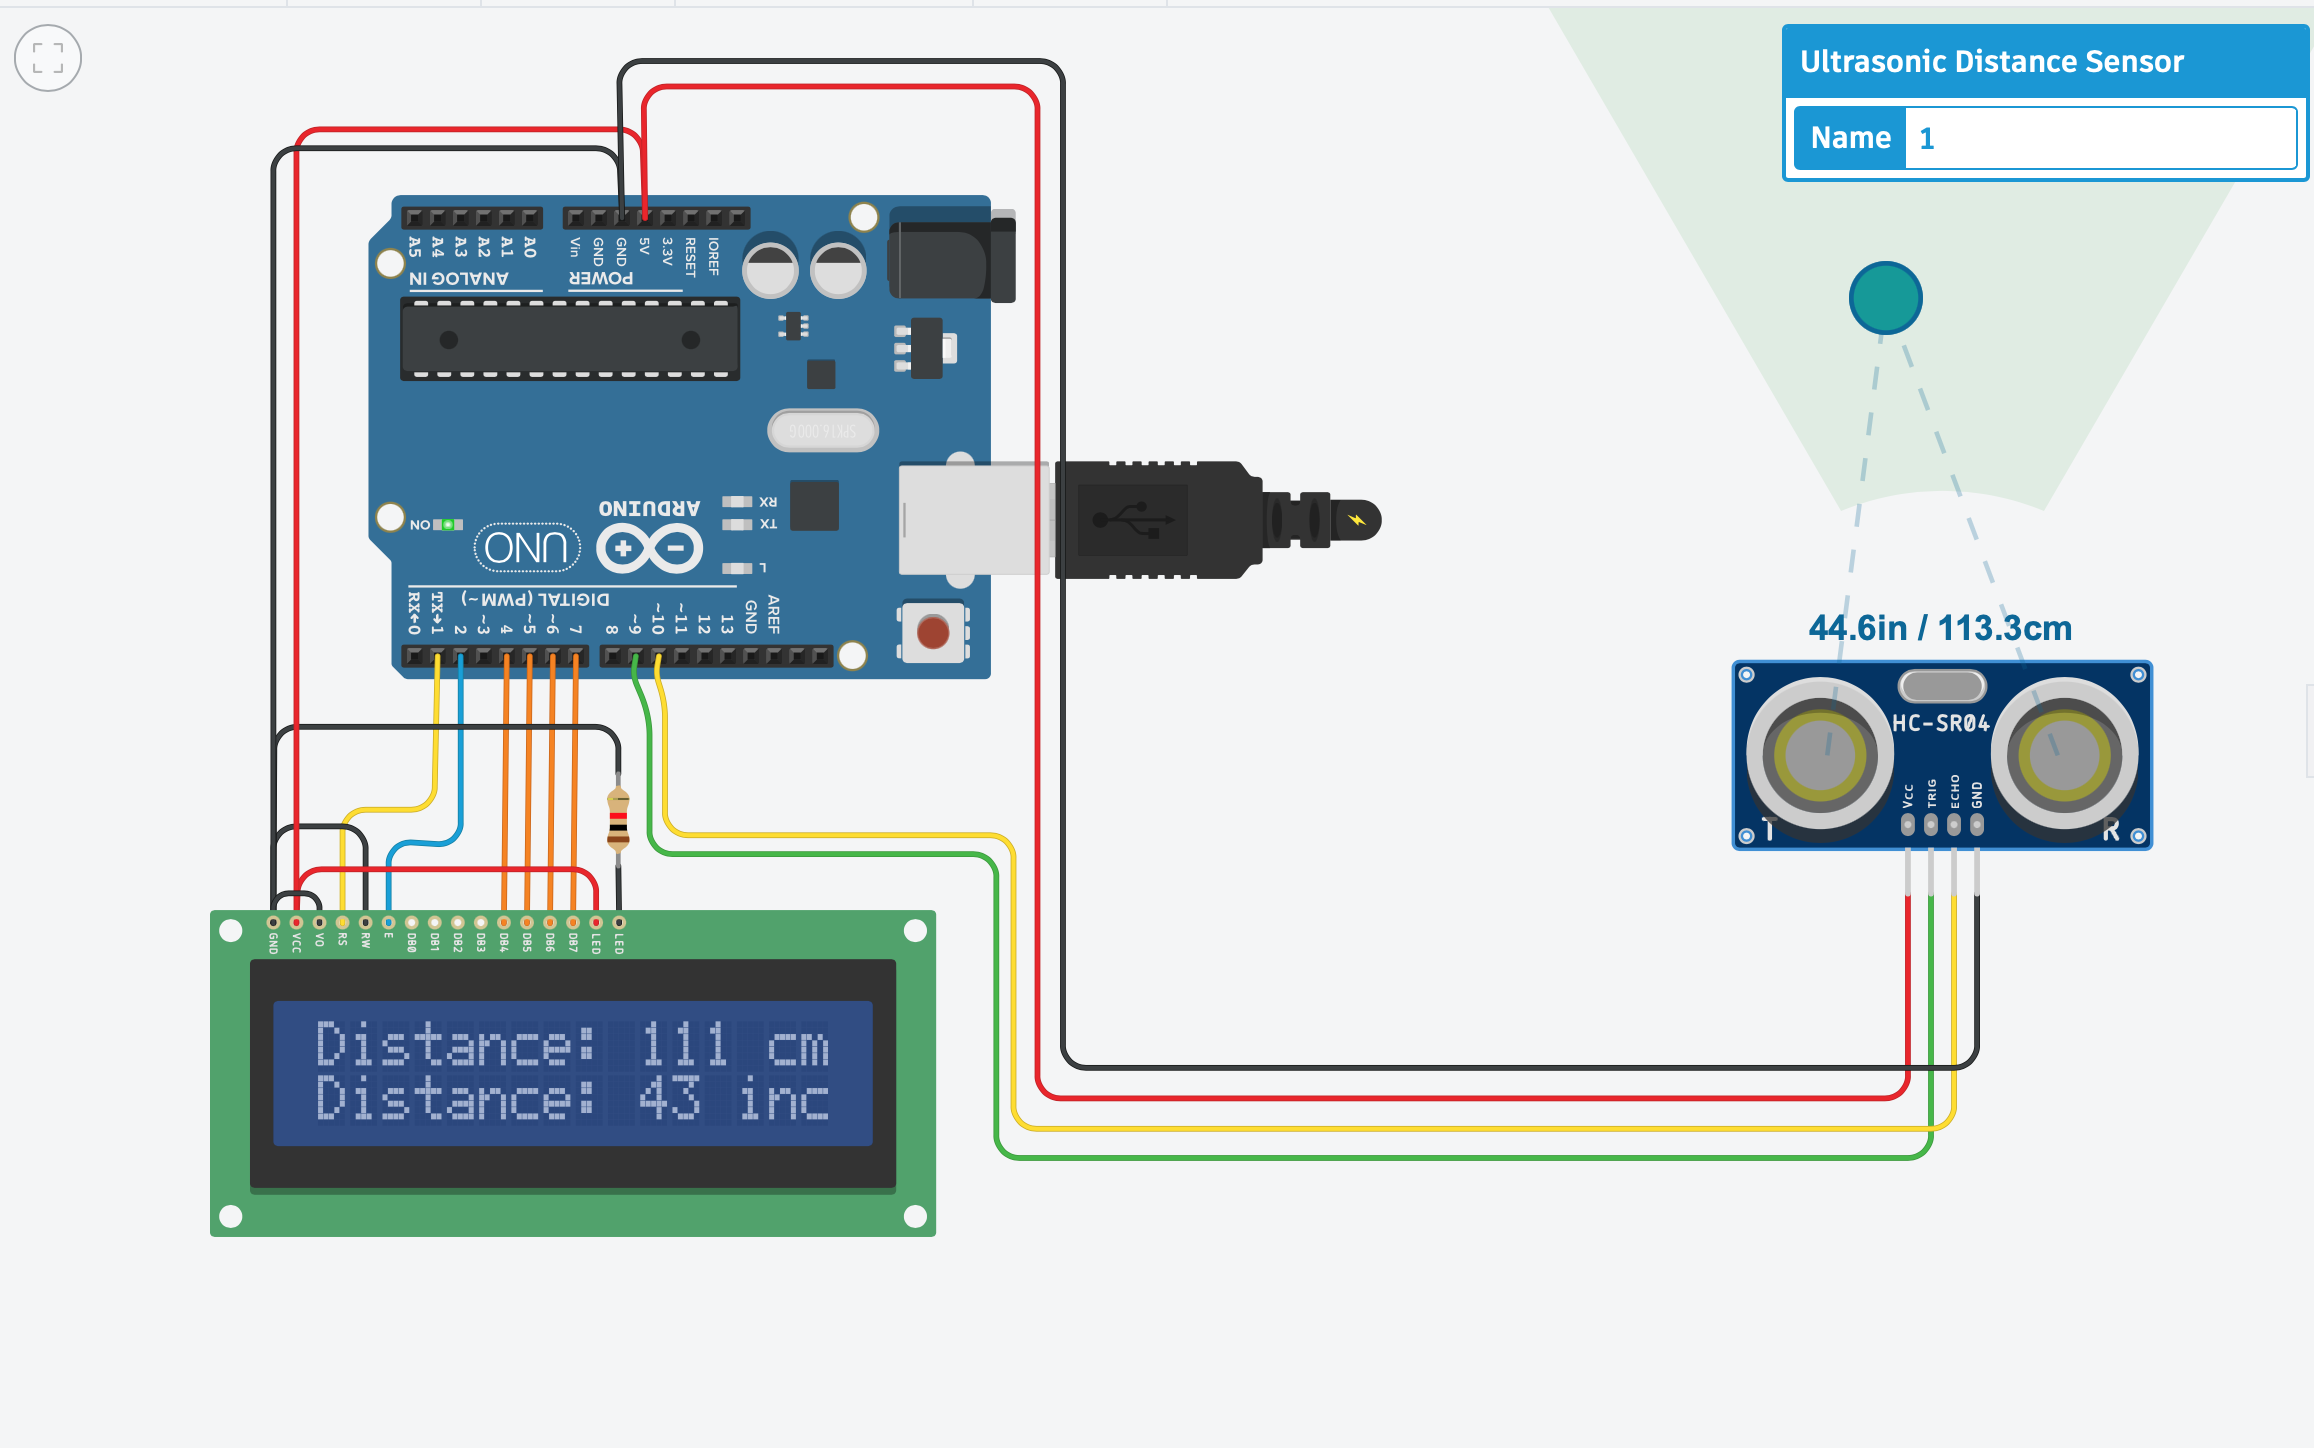 Ultrasonic Distance Sensor
Name 1
A5 A4 A3 A2 A1 A0
Vin GND GND 5V 3.3V RESET IOREF
ANALOG IN
POWER
SPK16.000G
ARDUINO
RX
TX
ON
UNO
L
DIGITAL (PWM ~)
RX←0 TX→1 2 ~3 4 ~5 ~6 7 8 ~9 ~10 ~11 12 13 GND AREF
44.6in / 113.3cm
HC-SR04
VCC TRIG ECHO GND
T R
GND VCC VO RS RW E DB0 DB1 DB2 DB3 DB4 DB5 DB6 DB7 LED LED
Distance: 111 cm
Distance: 43 inc